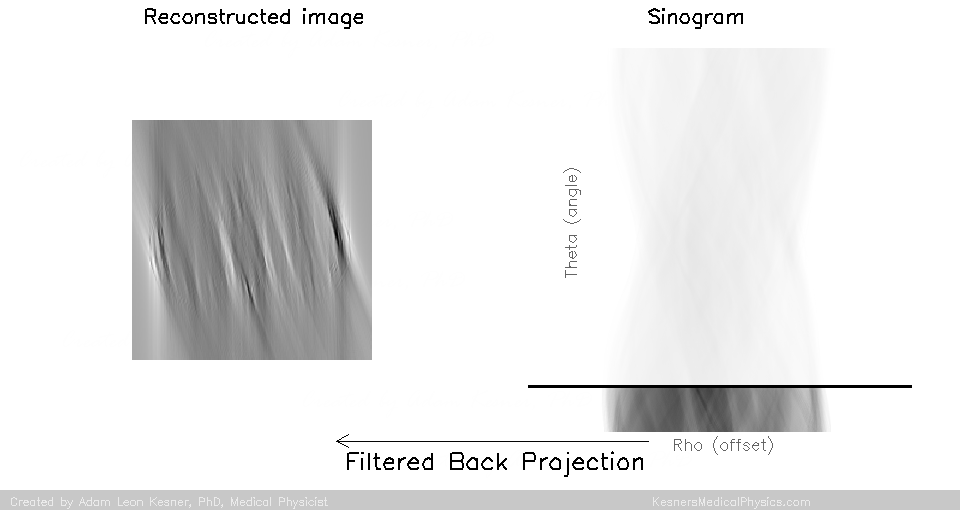 Reconstructed image
Sinogram
Theta (angle)
Rho (offset)
Filtered Back Projection
Created by Adam Leon Kesner, PhD, Medical Physicist
KesnersMedicalPhysics.com